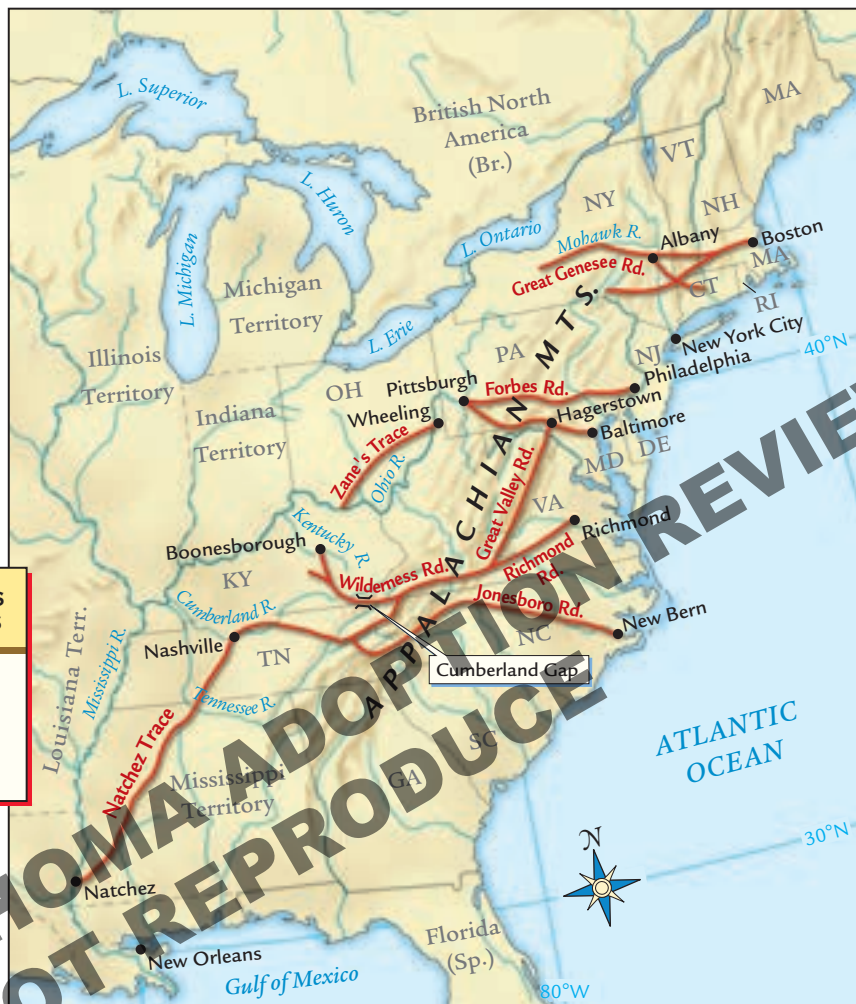 L. Superior
British North
America
(Br.)
MA
VT
NY
NH
L. Huron
L. Ontario
Mohawk R.
Albany
Boston
MA
Great Genesee Rd.
CT
RI
L. Michigan
Michigan
Territory
L. Erie
New York City
40°N
NJ
PA
Illinois
Territory
OH
Pittsburgh
Forbes Rd.
Philadelphia
Indiana
Territory
Wheeling
Hagerstown
Baltimore
MD
DE
Zane's Trace
Ohio R.
Great Valley Rd.
VA
APPALACHIAN MTS.
Kentucky R.
Boonesborough
Richmond
Richmond
Rd.
KY
Wilderness Rd.
Cumberland R.
Jonesboro Rd.
New Bern
Nashville
NC
TN
Cumberland Gap
Louisiana Terr.
Mississippi R.
Tennessee R.
Natchez Trace
SC
ATLANTIC
OCEAN
Mississippi
Territory
GA
30°N
N
Natchez
New Orleans
Florida
(Sp.)
Gulf of Mexico
80°W
HOMA ADOPTION REVIEW
OT REPRODUCE
S
S